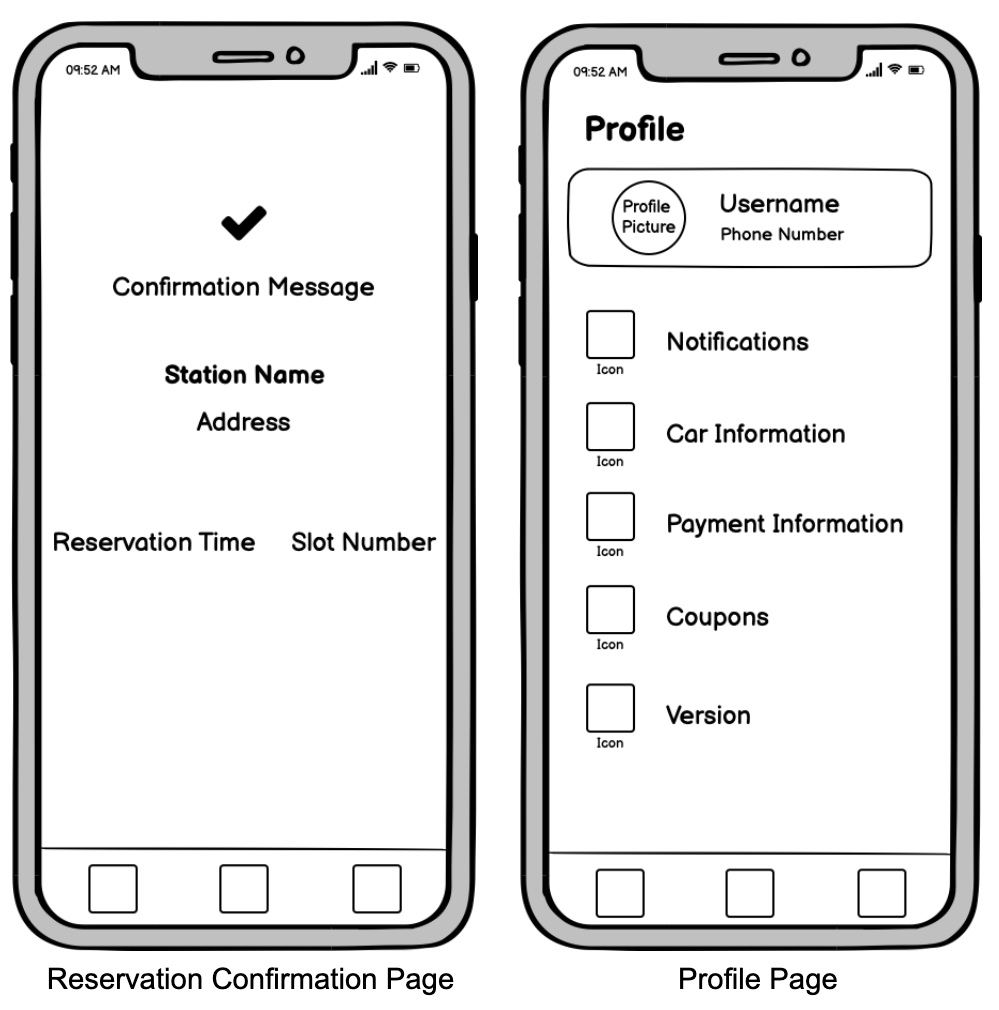 09:52 AM
Confirmation Message
Station Name
Address
Reservation Time Slot Number
Reservation Confirmation Page
09:52 AM
Profile
Profile
Picture
Username
Phone Number
Icon
Notifications
Icon
Car Information
Icon
Payment Information
Icon
Coupons
Icon
Version
Profile Page